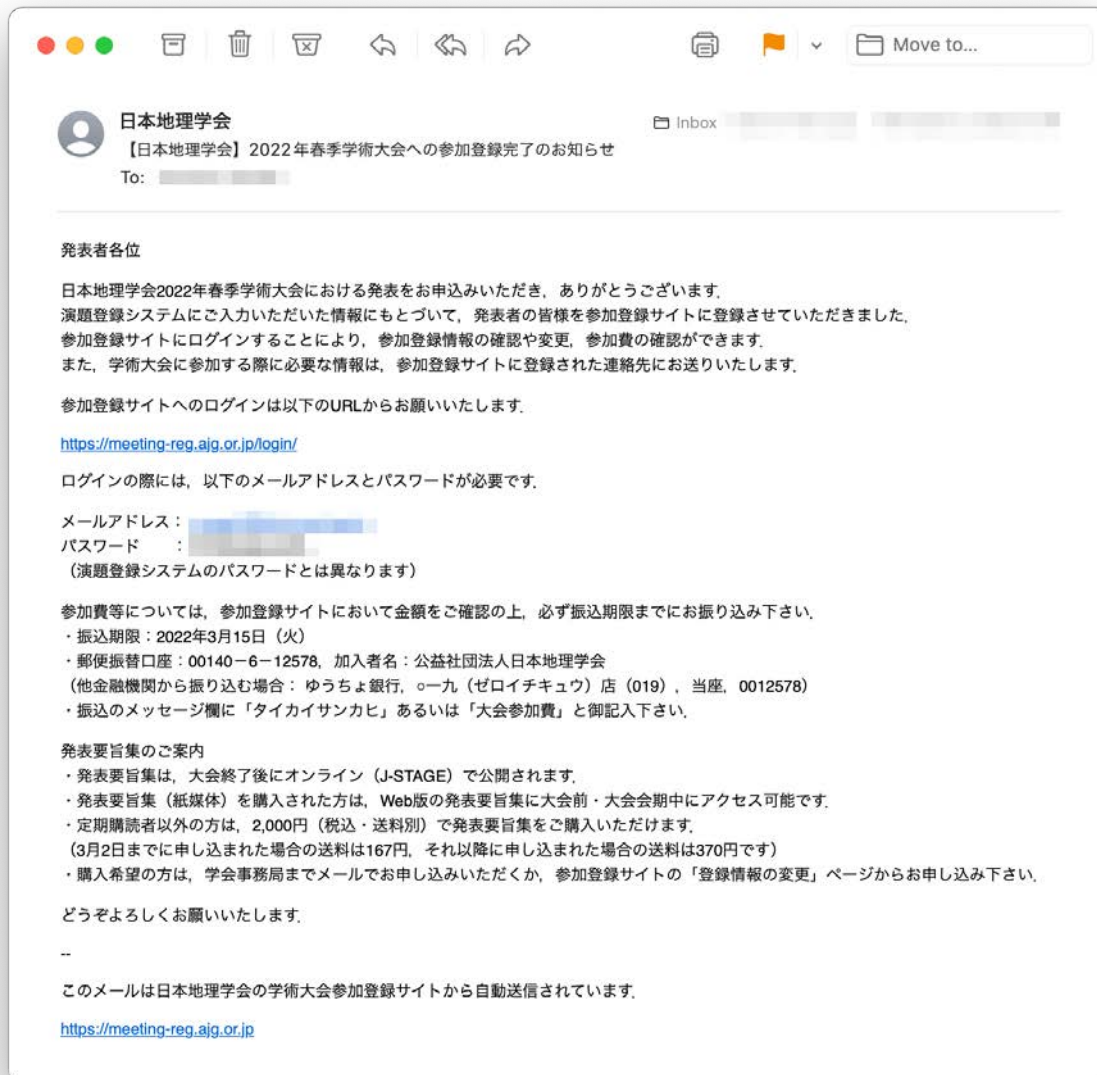 Move to...
日本地理学会
Inbox
【日本地理学会】2022年春季学術大会への参加登録完了のお知らせ
To:
発表者各位
日本地理学会2022年春季学術大会における発表をお申込みいただき，ありがとうございます．
演題登録システムにご入力いただいた情報にもとづいて，発表者の皆様を参加登録サイトに登録させていただきました．
参加登録サイトにログインすることにより，参加登録情報の確認や変更，参加費の確認ができます．
また，学術大会に参加する際に必要な情報は，参加登録サイトに登録された連絡先にお送りいたします．
参加登録サイトへのログインは以下のURLからお願いいたします．
https://meeting-reg.ajg.or.jp/login/
ログインの際には，以下のメールアドレスとパスワードが必要です．
メールアドレス：
パスワード　　：
（演題登録システムのパスワードとは異なります）
参加費等については，参加登録サイトにおいて金額をご確認の上，必ず振込期限までにお振り込み下さい．
・振込期限：2022年3月15日（火）
・郵便振替口座：00140－6－12578，加入者名：公益社団法人日本地理学会
（他金融機関から振り込む場合： ゆうちょ銀行，○一九（ゼロイチキュウ）店（019），当座，0012578）
・振込のメッセージ欄に「タイカイサンカヒ」あるいは「大会参加費」と御記入下さい．
発表要旨集のご案内
・発表要旨集は，大会終了後にオンライン（J-STAGE）で公開されます．
・発表要旨集（紙媒体）を購入された方は，Web版の発表要旨集に大会前・大会会期中にアクセス可能です．
・定期購読者以外の方は，2,000円（税込・送料別）で発表要旨集をご購入いただけます．
（3月2日までに申し込まれた場合の送料は167円，それ以降に申し込まれた場合の送料は370円です）
・購入希望の方は，学会事務局までメールでお申し込みいただくか，参加登録サイトの「登録情報の変更」ページからお申し込み下さい．
どうぞよろしくお願いいたします．
--
このメールは日本地理学会の学術大会参加登録サイトから自動送信されています．
https://meeting-reg.ajg.or.jp